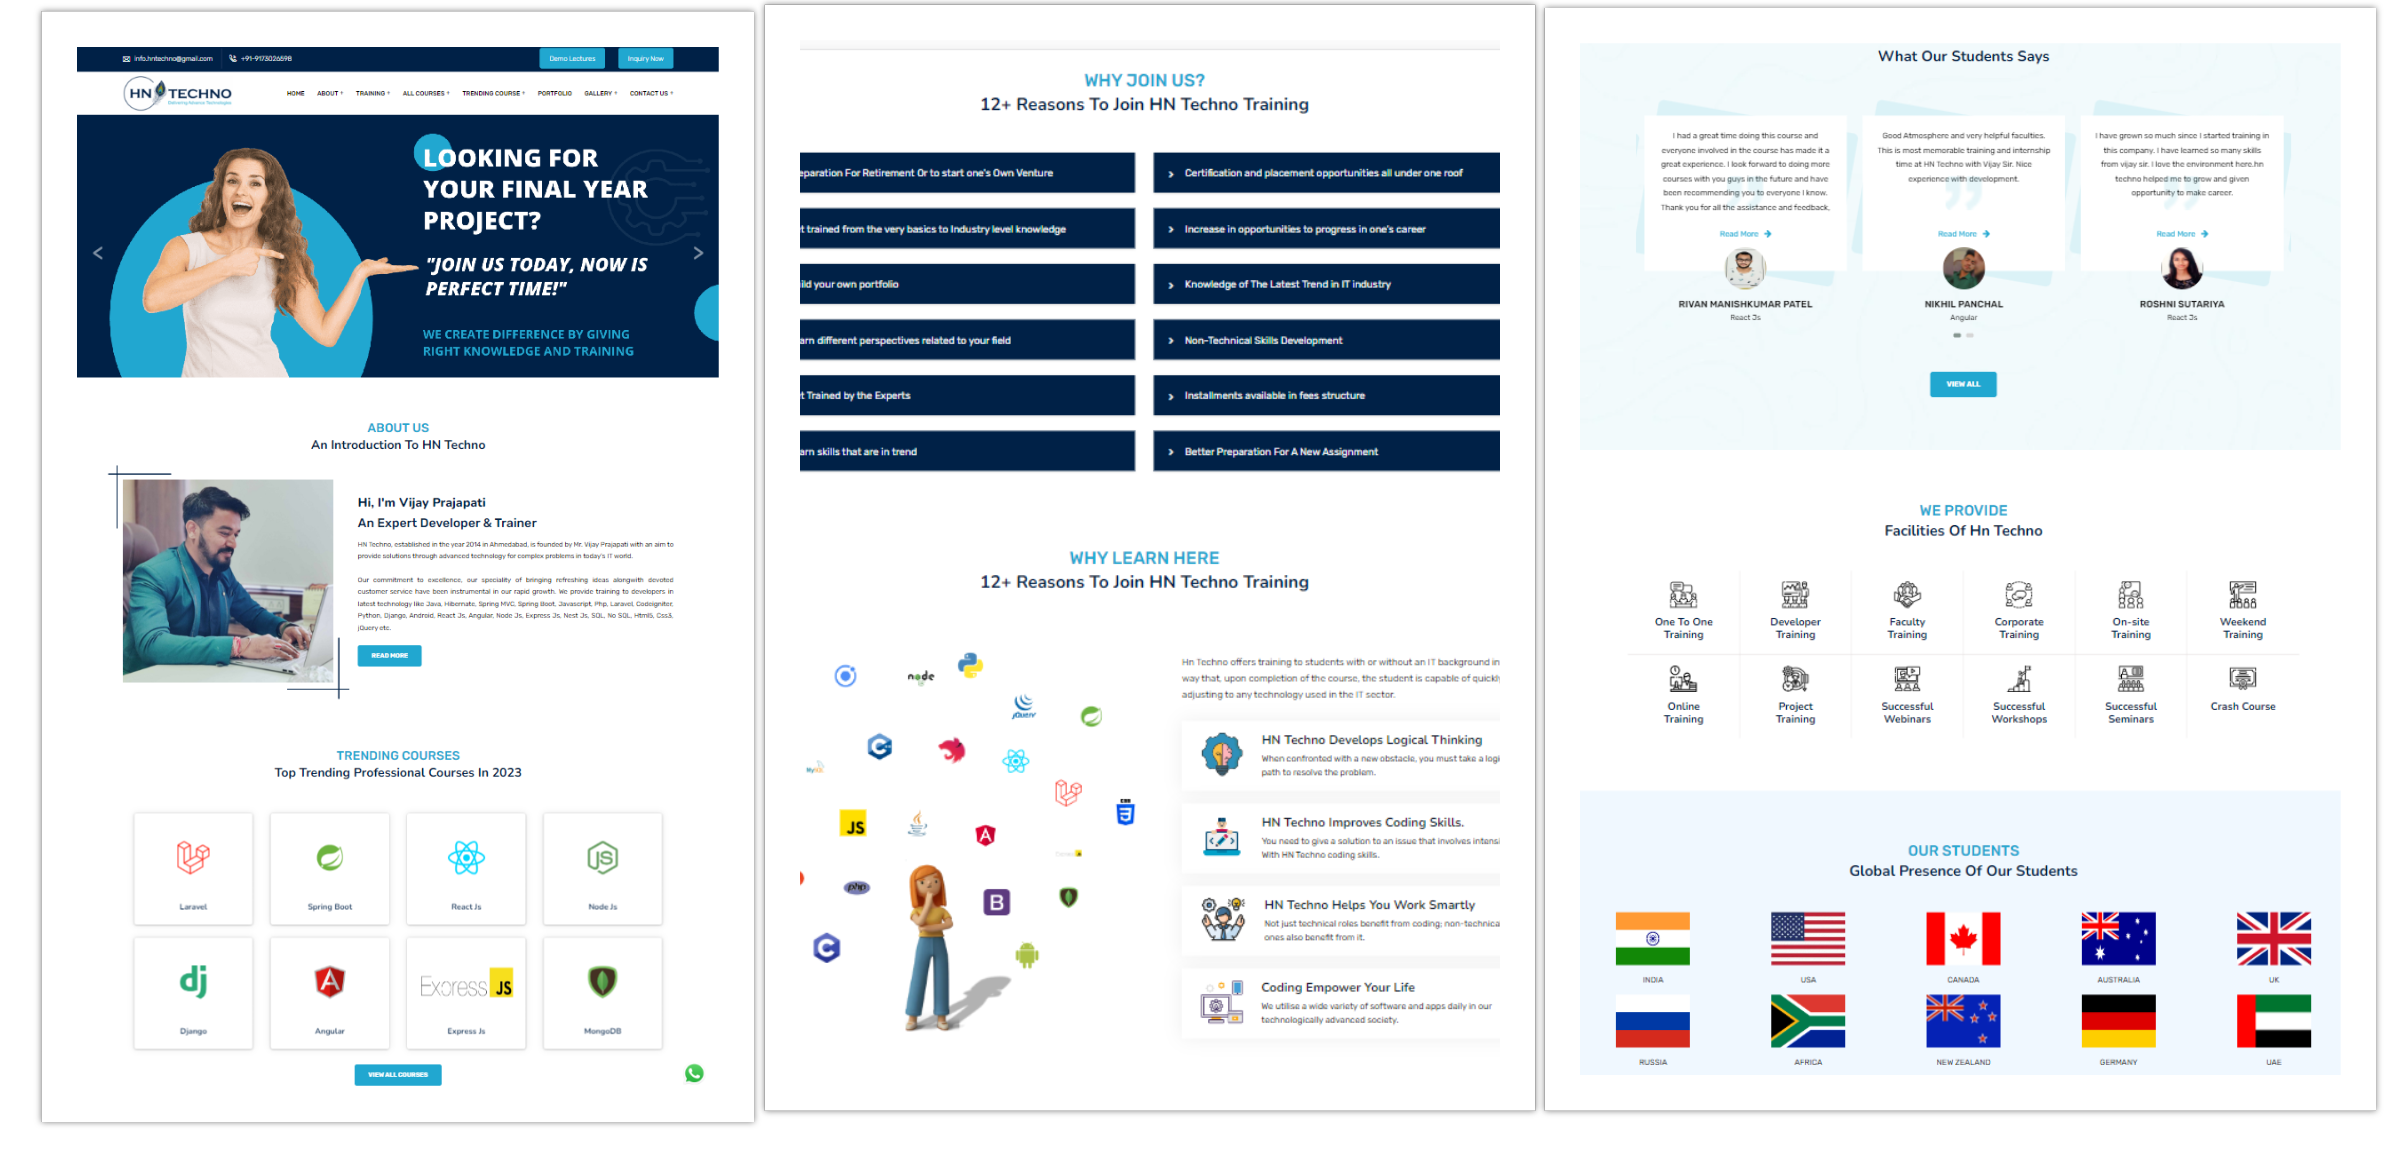 info.hntechno@gmail.com
+91-9173026598
Demo Lectures
Inquiry Now
HN TECHNO
HOME
ABOUT +
TRAINING +
ALL COURSES +
TRENDING COURSE +
PORTFOLIO
GALLERY +
CONTACT US +
LOOKING FOR
YOUR FINAL YEAR
PROJECT?
"JOIN US TODAY, NOW IS
PERFECT TIME!"
WE CREATE DIFFERENCE BY GIVING
RIGHT KNOWLEDGE AND TRAINING
ABOUT US
An Introduction To HN Techno
Hi, I'm Vijay Prajapati
An Expert Developer & Trainer
HN Techno, established in the year 2014 in Ahmedabad, is founded by Mr. Vijay Prajapati with an aim to
provide solutions through advanced technology for complex problems in today's IT world.
Our commitment to excellence, our speciality of bringing refreshing ideas alongwith devoted
customer service have been instrumental in our rapid growth. We provide training to developers in
latest technology like Java, Hibernate, Spring MVC, Spring Boot, Javascript, Php, Laravel, Codeigniter,
Python, Django, Android, React Js, Angular, Node Js, Express Js, Nest Js, SQL, No SQL, Html5, Css3,
jQuery etc.
READ MORE
TRENDING COURSES
Top Trending Professional Courses In 2023
Laravel
Spring Boot
React Js
JS
Node Js
dj
Django
A
Angular
Express JS
Express Js
MongoDB
VIEW ALL COURSES
WHY JOIN US?
12+ Reasons To Join HN Techno Training
eparation For Retirement Or to start one's Own Venture
Certification and placement opportunities all under one roof
t trained from the very basics to Industry level knowledge
Increase in opportunities to progress in one's career
ild your own portfolio
Knowledge of The Latest Trend in IT industry
arn different perspectives related to your field
Non-Technical Skills Development
t Trained by the Experts
Installments available in fees structure
arn skills that are in trend
Better Preparation For A New Assignment
WHY LEARN HERE
12+ Reasons To Join HN Techno Training
node
jQuery
C
MySQL
CSS
3
JS
A
php
B
C
Hn Techno offers training to students with or without an IT background in
way that, upon completion of the course, the student is capable of quickly
adjusting to any technology used in the IT sector.
HN Techno Develops Logical Thinking
When confronted with a new obstacle, you must take a logi
path to resolve the problem.
HN Techno Improves Coding Skills.
You need to give a solution to an issue that involves intensi
With HN Techno coding skills.
HN Techno Helps You Work Smartly
Not just technical roles benefit from coding; non-technica
ones also benefit from it.
Coding Empower Your Life
We utilise a wide variety of software and apps daily in our
technologically advanced society.
What Our Students Says
I had a great time doing this course and
everyone involved in the course has made it a
great experience. I look forward to doing more
courses with you guys in the future and have
been recommending you to everyone I know.
Thank you for all the assistance and feedback,
Read More
RIVAN MANISHKUMAR PATEL
React Js
Good Atmosphere and very helpful faculties.
This is most memorable training and internship
time at HN Techno with Vijay Sir. Nice
experience with development.
Read More
NIKHIL PANCHAL
Angular
I have grown so much since I started training in
this company. I have learned so many skills
from vijay sir. I love the environment here.hn
techno helped me to grow and given
opportunity to make career.
Read More
ROSHNI SUTARIYA
React Js
VIEW ALL
WE PROVIDE
Facilities Of Hn Techno
One To One
Training
Developer
Training
Faculty
Training
Corporate
Training
On-site
Training
Weekend
Training
Online
Training
Project
Training
Successful
Webinars
Successful
Workshops
Successful
Seminars
Crash Course
OUR STUDENTS
Global Presence Of Our Students
INDIA
USA
CANADA
AUSTRALIA
UK
RUSSIA
AFRICA
NEW ZEALAND
GERMANY
UAE